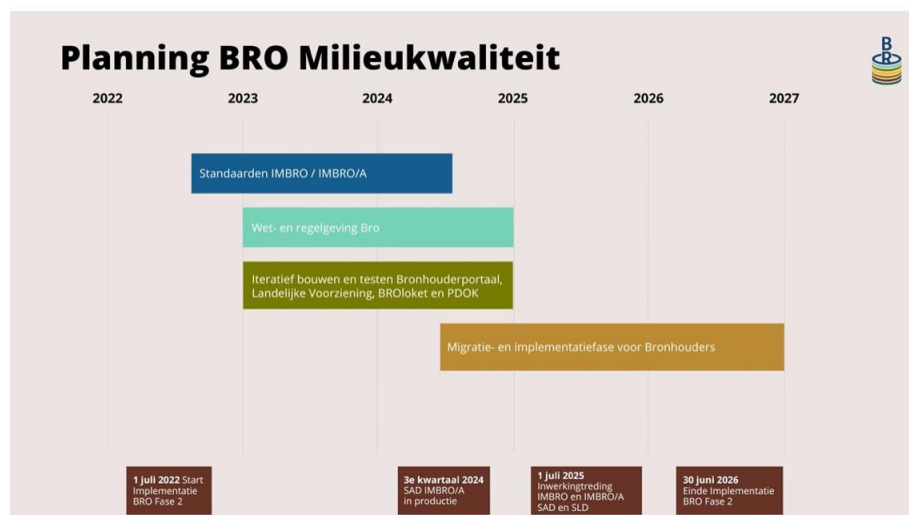 Planning BRO Milieukwaliteit
B
R
2022 2023 2024 2025 2026 2027
Standaarden IMBRO / IMBRO/A
Wet- en regelgeving Bro
Iteratief bouwen en testen Bronhouderportaal,
Landelijke Voorziening, BROloket en PDOK
Migratie- en implementatiefase voor Bronhouders
1 juli 2022 Start
Implementatie
BRO Fase 2
3e kwartaal 2024
SAD IMBRO/A
in productie
1 juli 2025
Inwerkingtreding
IMBRO en IMBRO/A
SAD en SLD
30 juni 2026
Einde Implementatie
BRO Fase 2